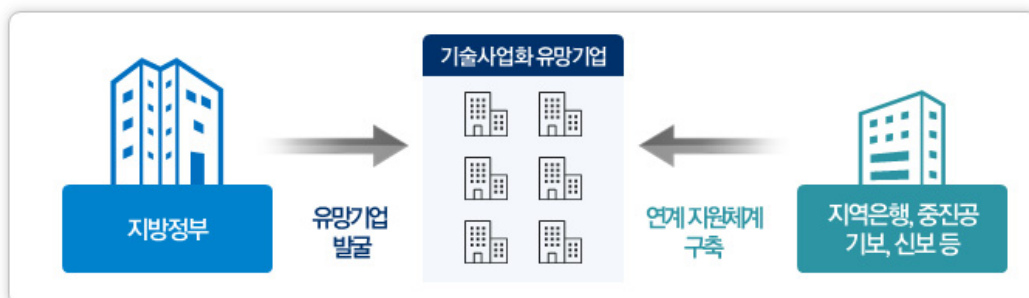 기술사업화 유망기업
지방정부
유망기업
발굴
연계 지원체계
구축
지역은행, 중진공
기보, 신보 등